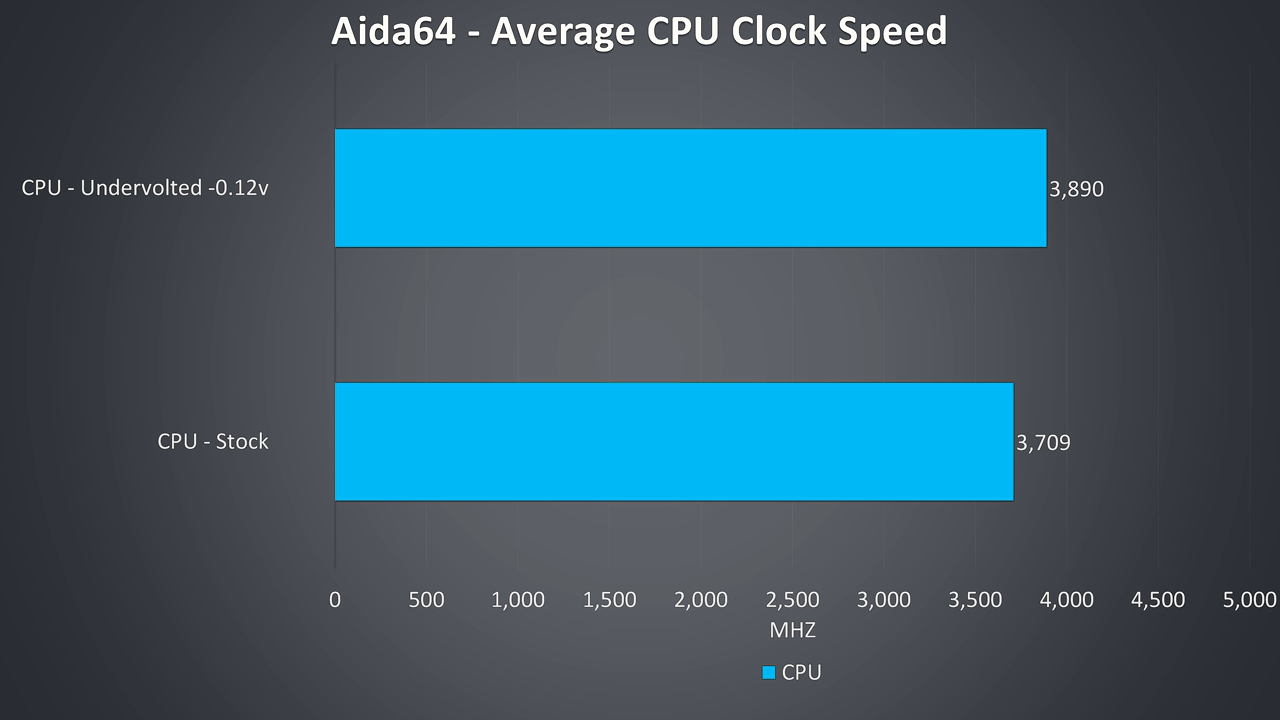 Aida64 - Average CPU Clock Speed
CPU - Undervolted -0.12v
3,890
CPU - Stock
3,709
0 500 1,000 1,500 2,000 2,500 3,000 3,500 4,000 4,500 5,000
MHZ
CPU